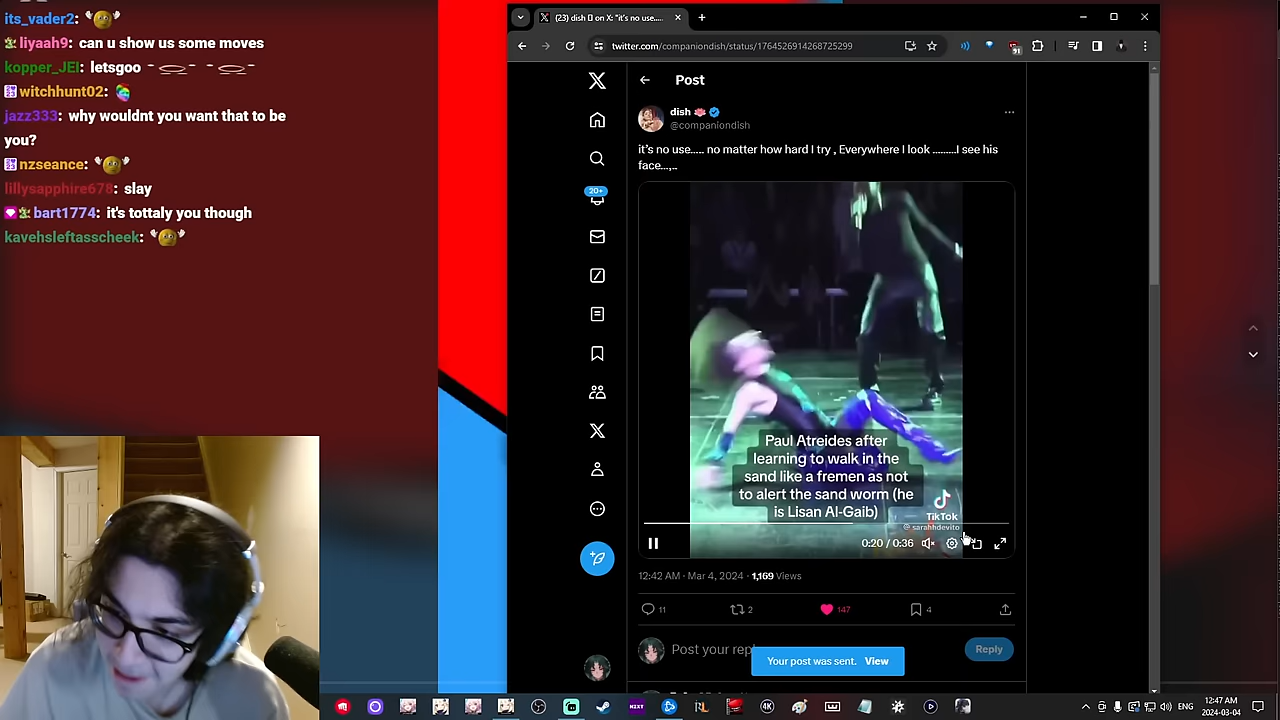 its_vader2:
liyaah9: can u show us some moves
kopper_JEI: letsgoo
witchhunt02:
jazz333: why wouldnt you want that to be
you?
nzseance:
lillysapphire678: slay
bart1774: it's tottaly you though
kavehsleftasscheek:
(23) dish on X: "it's no use.....
twitter.com/companiondish/status/1764526914268725299
91
Post
dish
@companiondish
it's no use..... no matter how hard I try , Everywhere I look .........I see his
face...,..
20+
Paul Atreides after
learning to walk in the
sand like a fremen as not
to alert the sand worm (he
is Lisan Al-Gaib)
TikTok
@sarahhdevito
0:20 / 0:36
12:42 AM · Mar 4, 2024 · 1,169 Views
11
2
147
4
Post your rep
Reply
Your post was sent. View
ENG
12:47 AM
2024-03-04